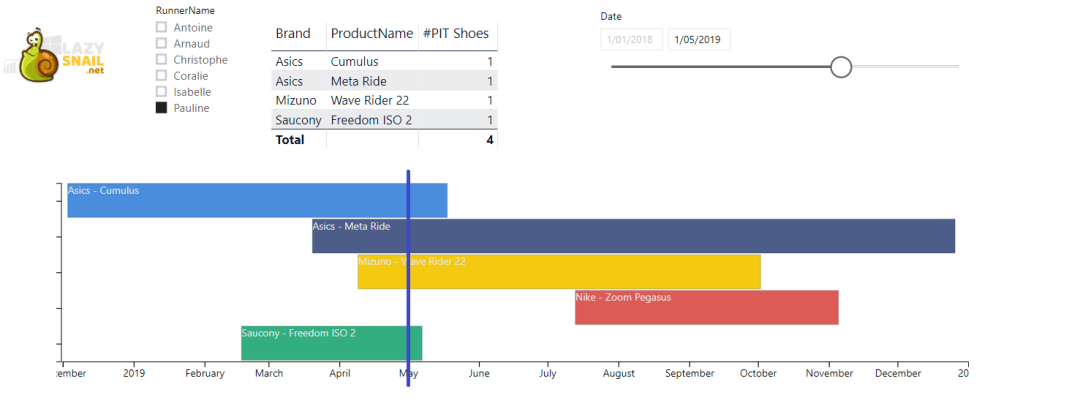 LAZY
SNAIL
.net
RunnerName
Antoine
Arnaud
Christophe
Coralie
Isabelle
Pauline
Brand ProductName #PIT Shoes
Asics Cumulus 1
Asics Meta Ride 1
Mizuno Wave Rider 22 1
Saucony Freedom ISO 2 1
Total 4
Date
1/01/2018 1/05/2019
Asics - Cumulus
Asics - Meta Ride
Mizuno - Wave Rider 22
Nike - Zoom Pegasus
Saucony - Freedom ISO 2
cember 2019 February March April May June July August September October November December 20